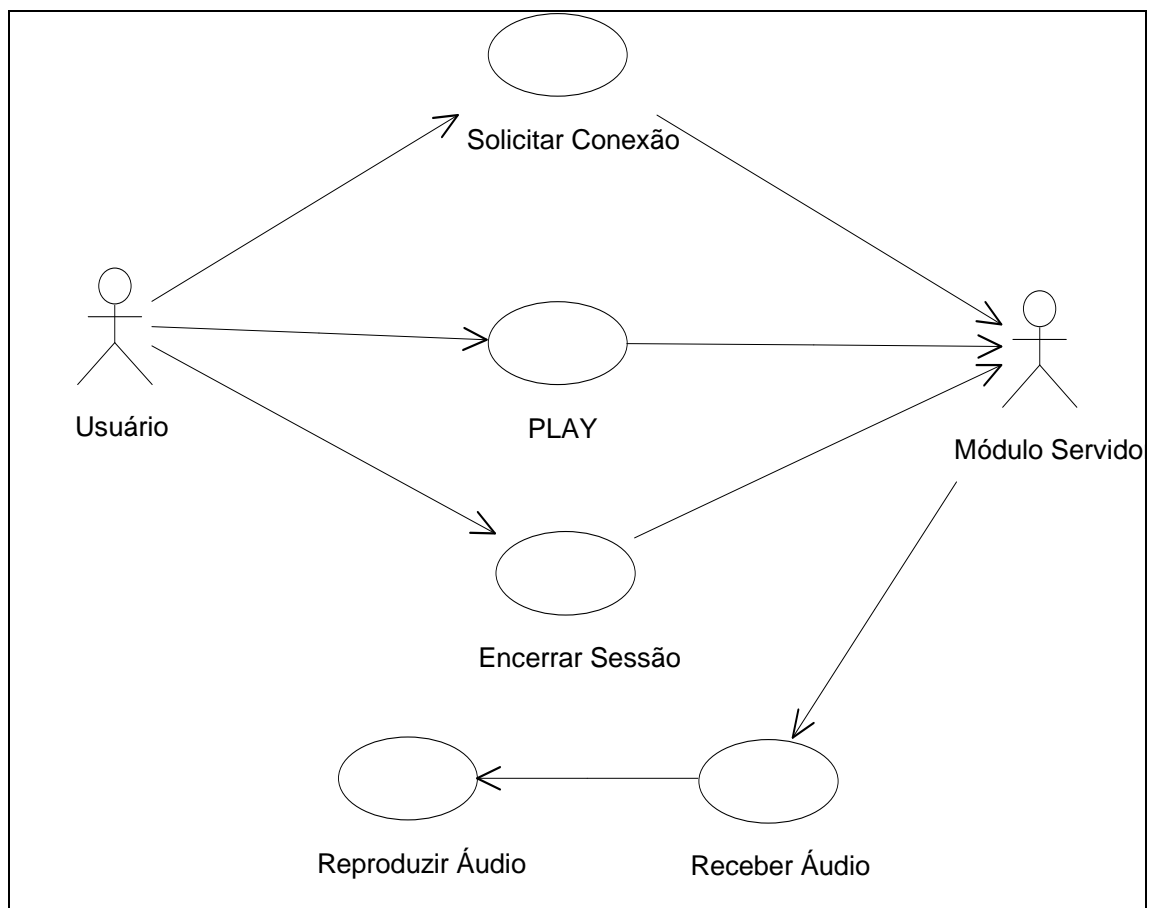 Solicitar Conexão
Usuário
PLAY
Módulo Servido
Encerrar Sessão
Reproduzir Áudio
Receber Áudio